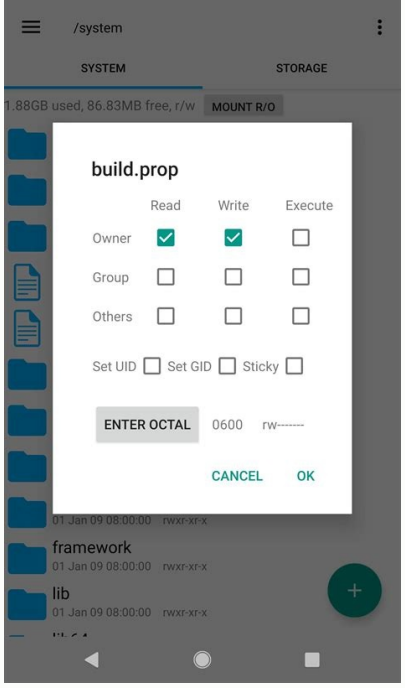 /system
SYSTEM STORAGE
1.88GB used, 86.83MB free, r/w MOUNT R/O
build.prop
Read Write Execute
Owner
Group
Others
Set UID Set GID Sticky
ENTER OCTAL 0600 rw-------
CANCEL OK
01 Jan 09 08:00:00 rwxr-xr-x
framework
01 Jan 09 08:00:00 rwxr-xr-x
lib
01 Jan 09 08:00:00 rwxr-xr-x
lib64